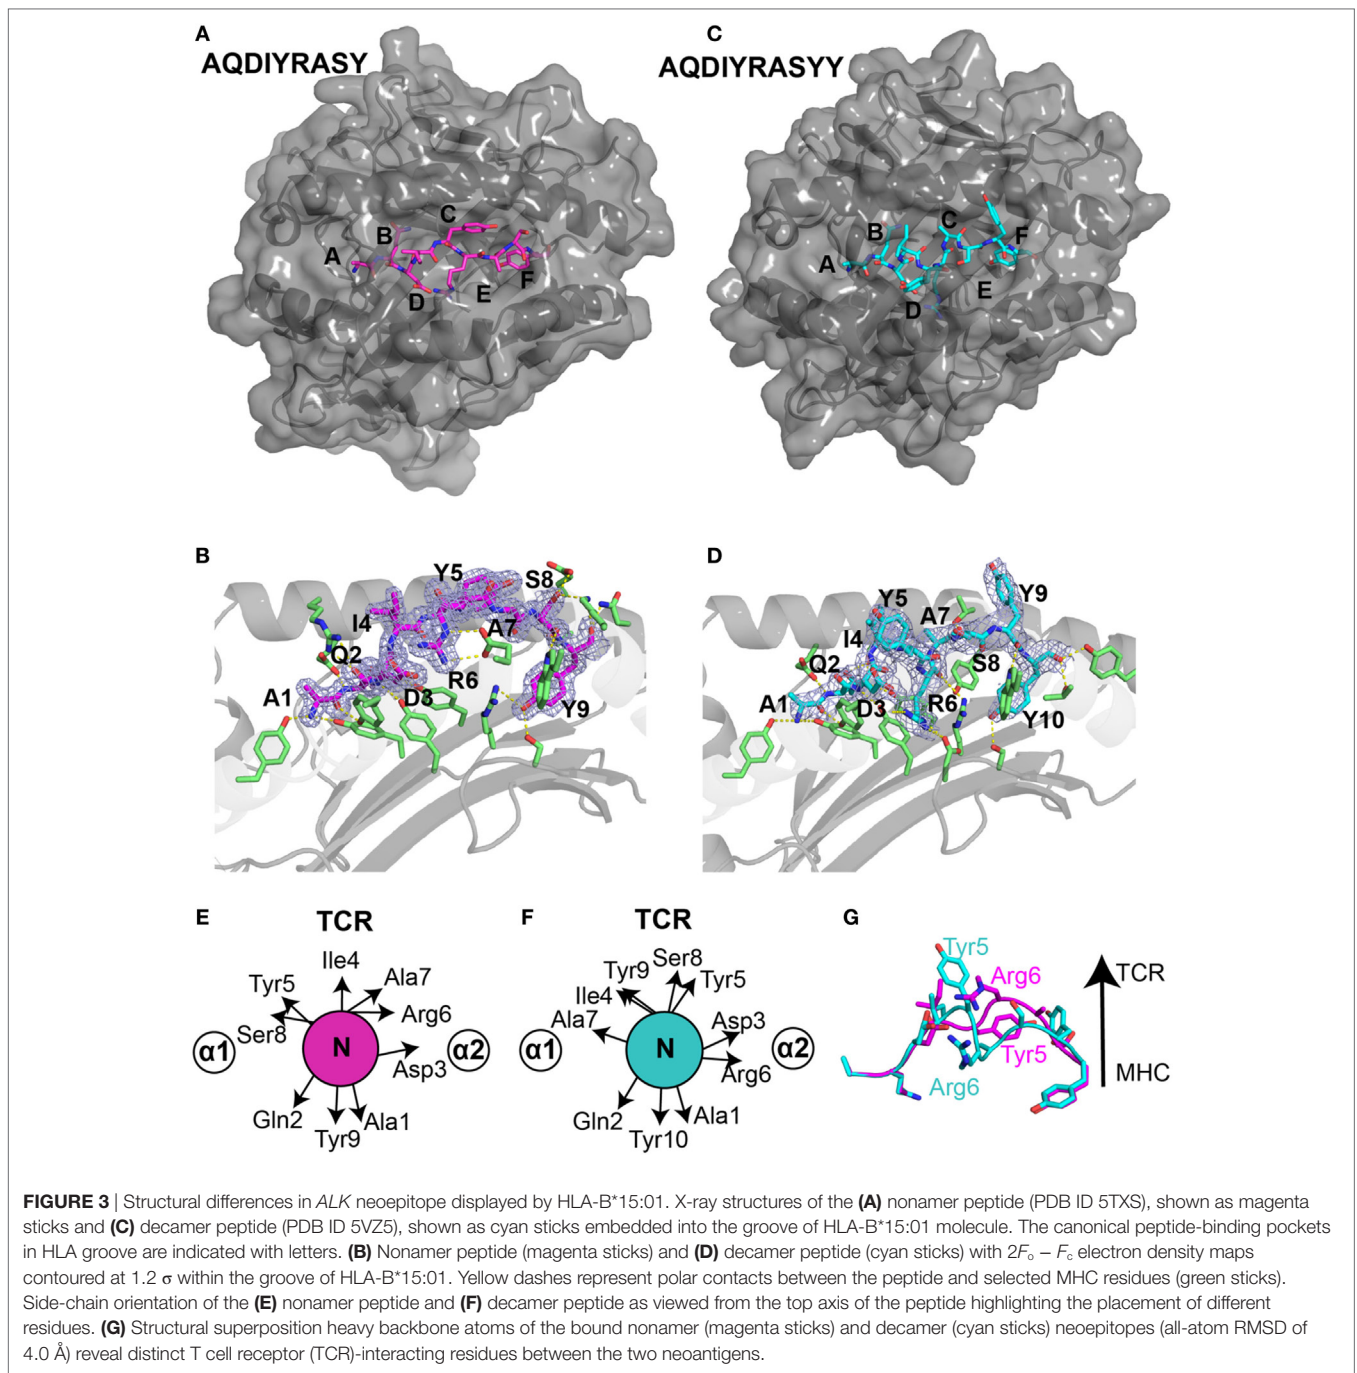 A
AQDIYRASY
C
AQDIYRASYY
A
B
C
D
E
F
A
B
C
D
E
F
B
Y5
S8
I4
A7
Q2
R6
A1
D3
Y9
D
Y9
Y5
A7
I4
Q2
S8
R6
A1
D3
Y10
E
TCR
Ile4
Tyr5
Ala7
Ser8
Arg6
α1
N
α2
Asp3
Gln2
Tyr9
Ala1
F
TCR
Ser8
Tyr9
Tyr5
Ile4
Ala7
Asp3
α1
N
α2
Arg6
Gln2
Ala1
Tyr10
G
Tyr5
Arg6
TCR
Tyr5
Arg6
MHC
FIGURE 3 | Structural differences in ALK neoepitope displayed by HLA-B*15:01. X-ray structures of the (A) nonamer peptide (PDB ID 5TXS), shown as magenta
sticks and (C) decamer peptide (PDB ID 5VZ5), shown as cyan sticks embedded into the groove of HLA-B*15:01 molecule. The canonical peptide-binding pockets
in HLA groove are indicated with letters. (B) Nonamer peptide (magenta sticks) and (D) decamer peptide (cyan sticks) with 2Fo − Fc electron density maps
contoured at 1.2 σ within the groove of HLA-B*15:01. Yellow dashes represent polar contacts between the peptide and selected MHC residues (green sticks).
Side-chain orientation of the (E) nonamer peptide and (F) decamer peptide as viewed from the top axis of the peptide highlighting the placement of different
residues. (G) Structural superposition heavy backbone atoms of the bound nonamer (magenta sticks) and decamer (cyan sticks) neoepitopes (all-atom RMSD of
4.0 Å) reveal distinct T cell receptor (TCR)-interacting residues between the two neoantigens.